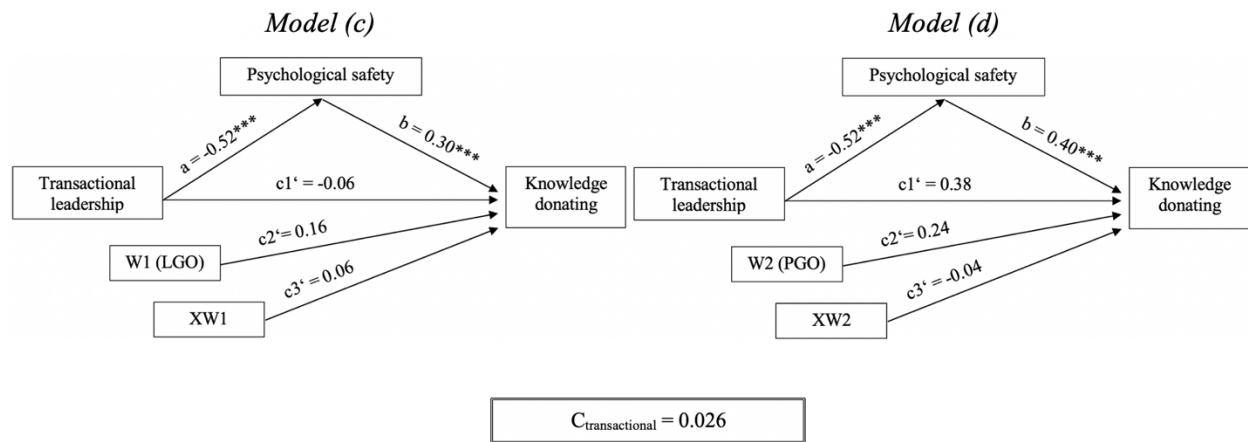 Model (c)
Psychological safety
a = -0.52***
b = 0.30***
Transactional
leadership
c1‘ = -0.06
Knowledge
donating
c2‘= 0.16
W1 (LGO)
c3‘ = 0.06
XW1
Model (d)
Psychological safety
a = -0.52***
b = 0.40***
Transactional
leadership
c1‘ = 0.38
Knowledge
donating
c2‘ = 0.24
W2 (PGO)
c3‘ = -0.04
XW2
Ctransactional = 0.026